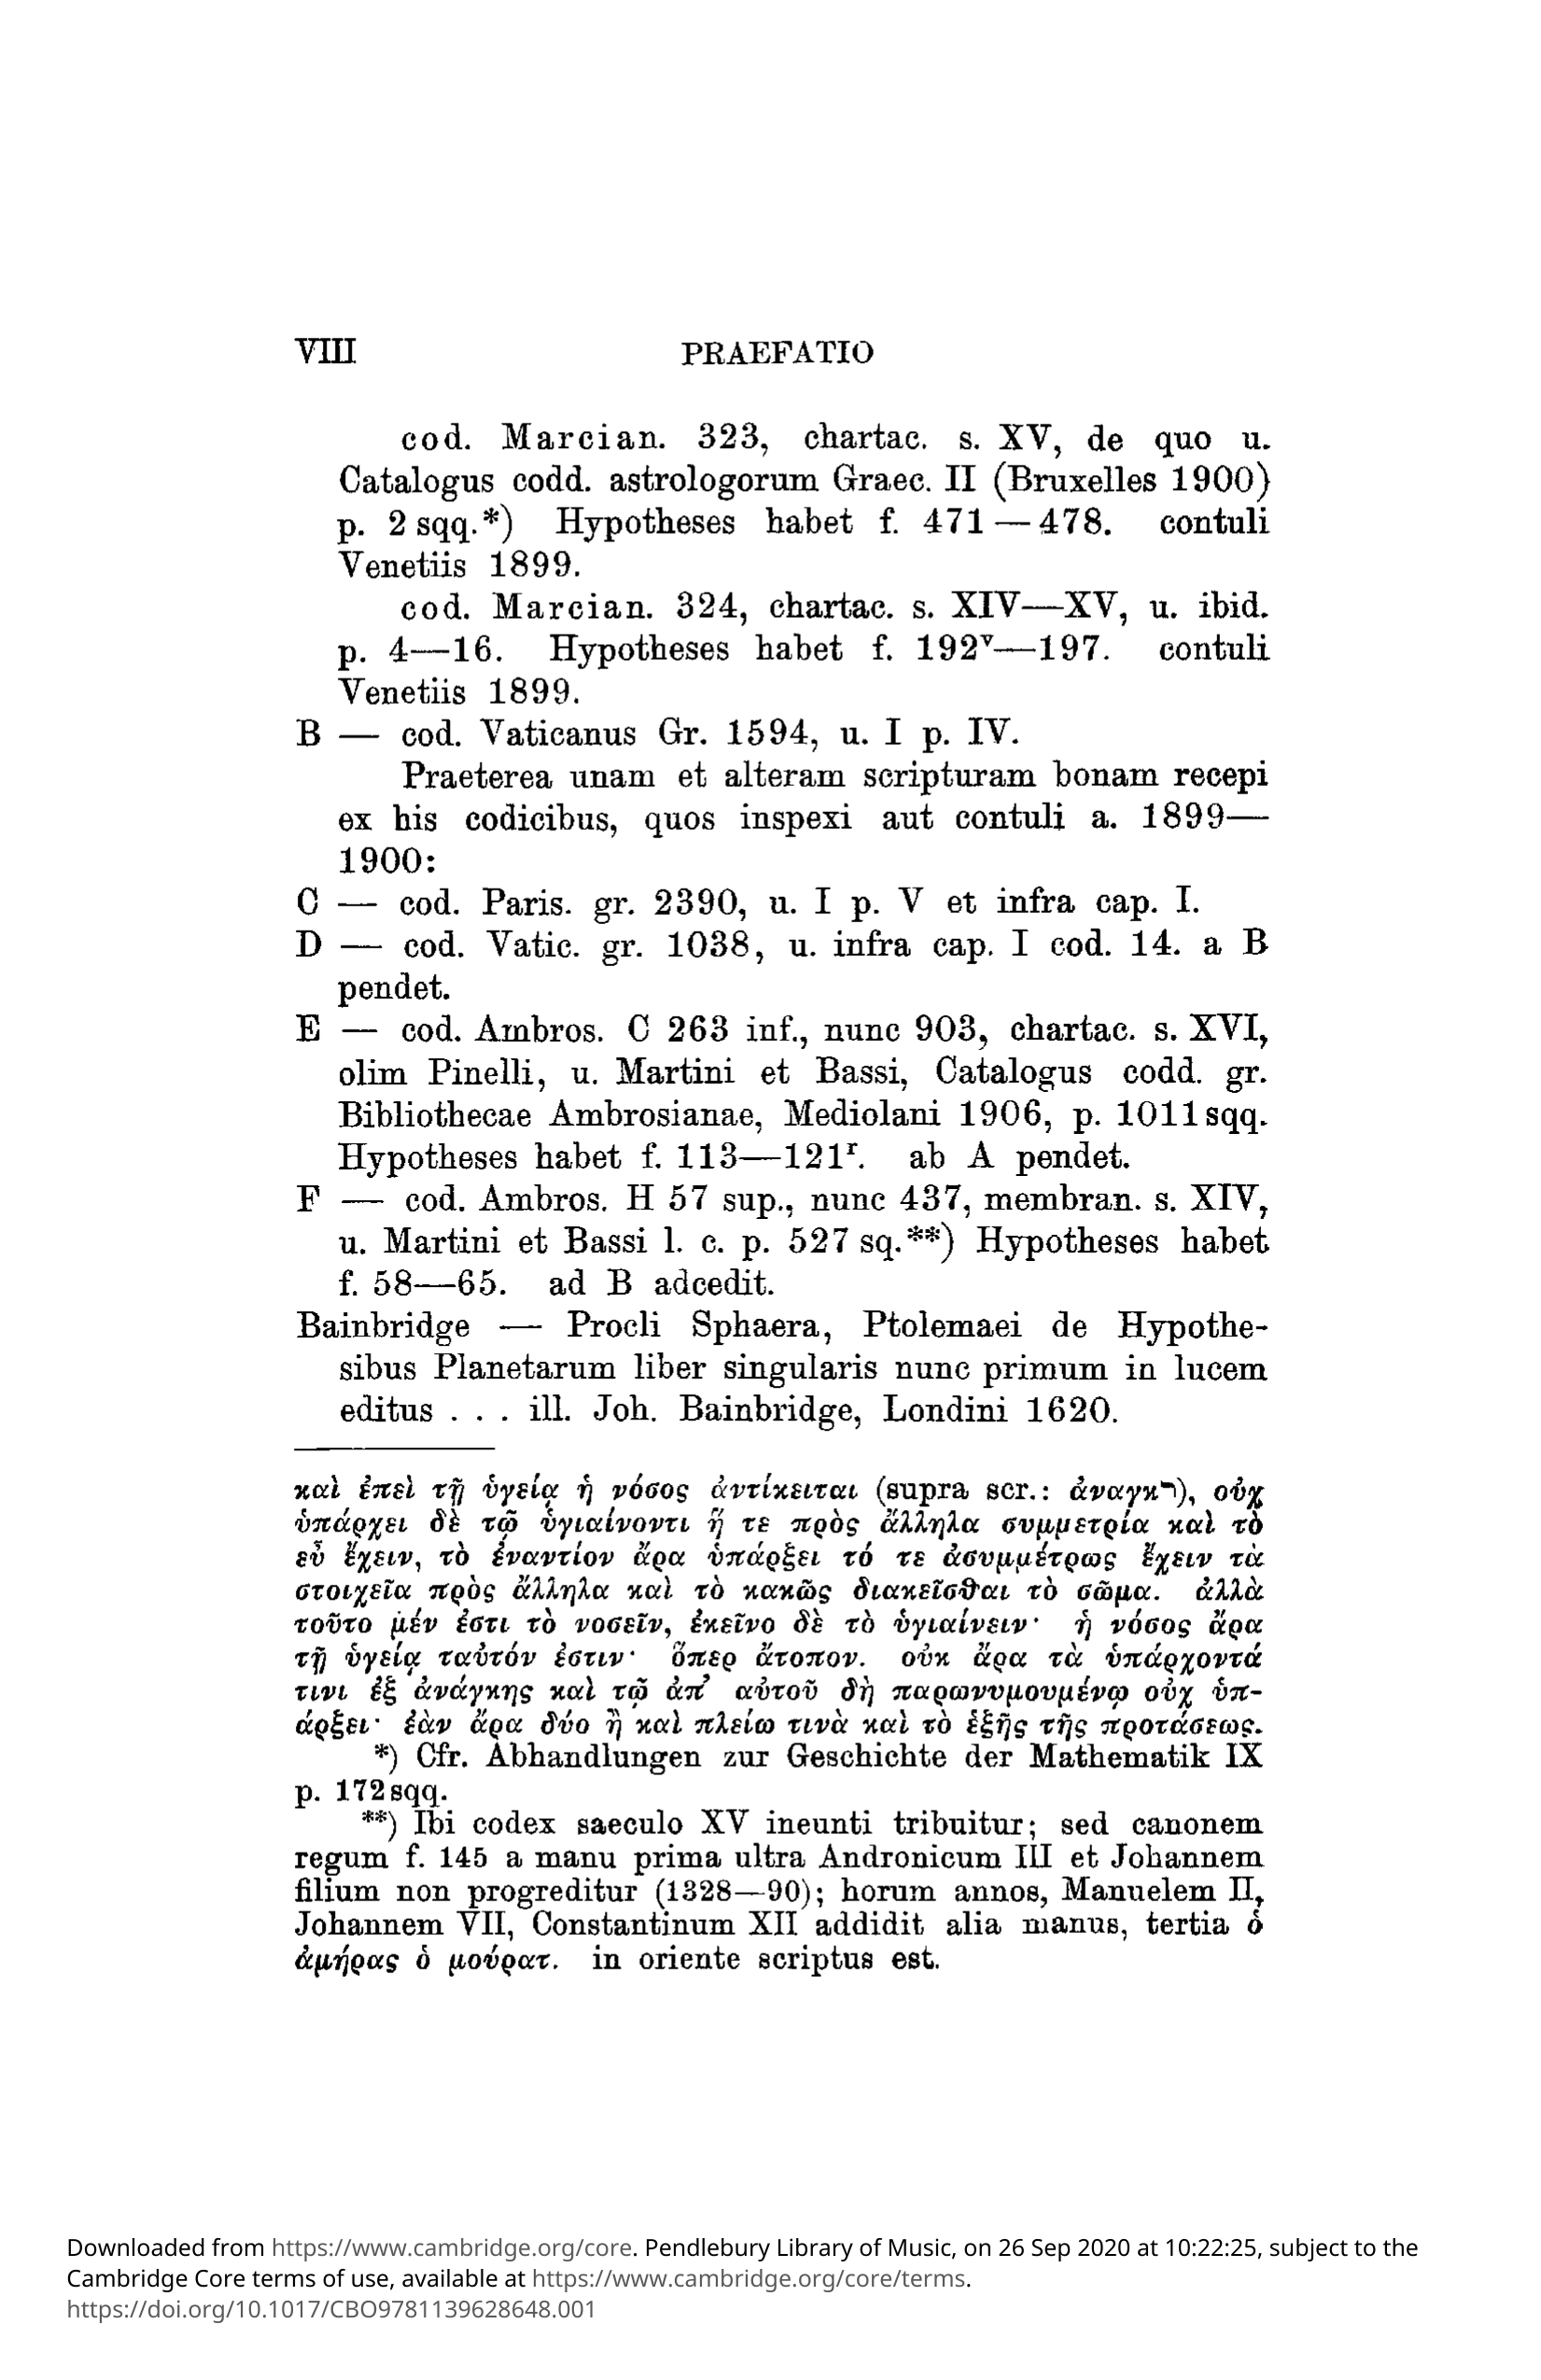 VIII PRAEFATIO
cod. Marcian. 323, chartac. s. XV, de quo u.
Catalogus codd. astrologorum Graec. II (Bruxelles 1900)
p. 2 sqq.*) Hypotheses habet f. 471—478. contuli
Venetiis 1899.
cod. Marcian. 324, chartac. s. XIV—XV, u. ibid.
p. 4—16. Hypotheses habet f. 192ᵛ—197. contuli
Venetiis 1899.
B — cod. Vaticanus Gr. 1594, u. I p. IV.
Praeterea unam et alteram scripturam bonam recepi
ex his codicibus, quos inspexi aut contuli a. 1899—
1900:
C — cod. Paris. gr. 2390, u. I p. V et infra cap. I.
D — cod. Vatic. gr. 1038, u. infra cap. I cod. 14. a B
pendet.
E — cod. Ambros. C 263 inf., nunc 903, chartac. s. XVI,
olim Pinelli, u. Martini et Bassi, Catalogus codd. gr.
Bibliothecae Ambrosianae, Mediolani 1906, p. 1011 sqq.
Hypotheses habet f. 113—121ʳ. ab A pendet.
F — cod. Ambros. H 57 sup., nunc 437, membran. s. XIV,
u. Martini et Bassi l. c. p. 527 sq.**) Hypotheses habet
f. 58—65. ad B adcedit.
Bainbridge — Procli Sphaera, Ptolemaei de Hypothe-
sibus Planetarum liber singularis nunc primum in lucem
editus . . . ill. Joh. Bainbridge, Londini 1620.
καὶ ἐπεὶ τῇ ὑγείᾳ ἡ νόσος ἀντίκειται (supra scr.: ἀναγκ), οὐχ
ὑπάρχει δὲ τῷ ὑγιαίνοντι ἥ τε πρὸς ἄλληλα συμμετρία καὶ τὸ
εὖ ἔχειν, τὸ ἐναντίον ἄρα ὑπάρξει τό τε ἀσυμμέτρως ἔχειν τὰ
στοιχεῖα πρὸς ἄλληλα καὶ τὸ κακῶς διακεῖσθαι τὸ σῶμα. ἀλλὰ
τοῦτο μέν ἐστι τὸ νοσεῖν, ἐκεῖνο δὲ τὸ ὑγιαίνειν· ἡ νόσος ἄρα
τῇ ὑγείᾳ ταὐτόν ἐστιν· ὅπερ ἄτοπον. οὐκ ἄρα τὰ ὑπάρχοντά
τινι ἐξ ἀνάγκης καὶ τῷ ἀπ' αὐτοῦ δὴ παρωνυμουμένῳ οὐχ ὑπ-
άρξει· ἐὰν ἄρα δύο ἢ καὶ πλείω τινὰ καὶ τὸ ἑξῆς τῆς προτάσεως.
*) Cfr. Abhandlungen zur Geschichte der Mathematik IX
p. 172 sqq.
**) Ibi codex saeculo XV ineunti tribuitur; sed canonem
regum f. 145 a manu prima ultra Andronicum III et Johannem
filium non progreditur (1328—90); horum annos, Manuelem II,
Johannem VII, Constantinum XII addidit alia manus, tertia ὁ
ἀμήρας ὁ μούρατ. in oriente scriptus est.
Downloaded from https://www.cambridge.org/core. Pendlebury Library of Music, on 26 Sep 2020 at 10:22:25, subject to the
Cambridge Core terms of use, available at https://www.cambridge.org/core/terms.
https://doi.org/10.1017/CBO9781139628648.001